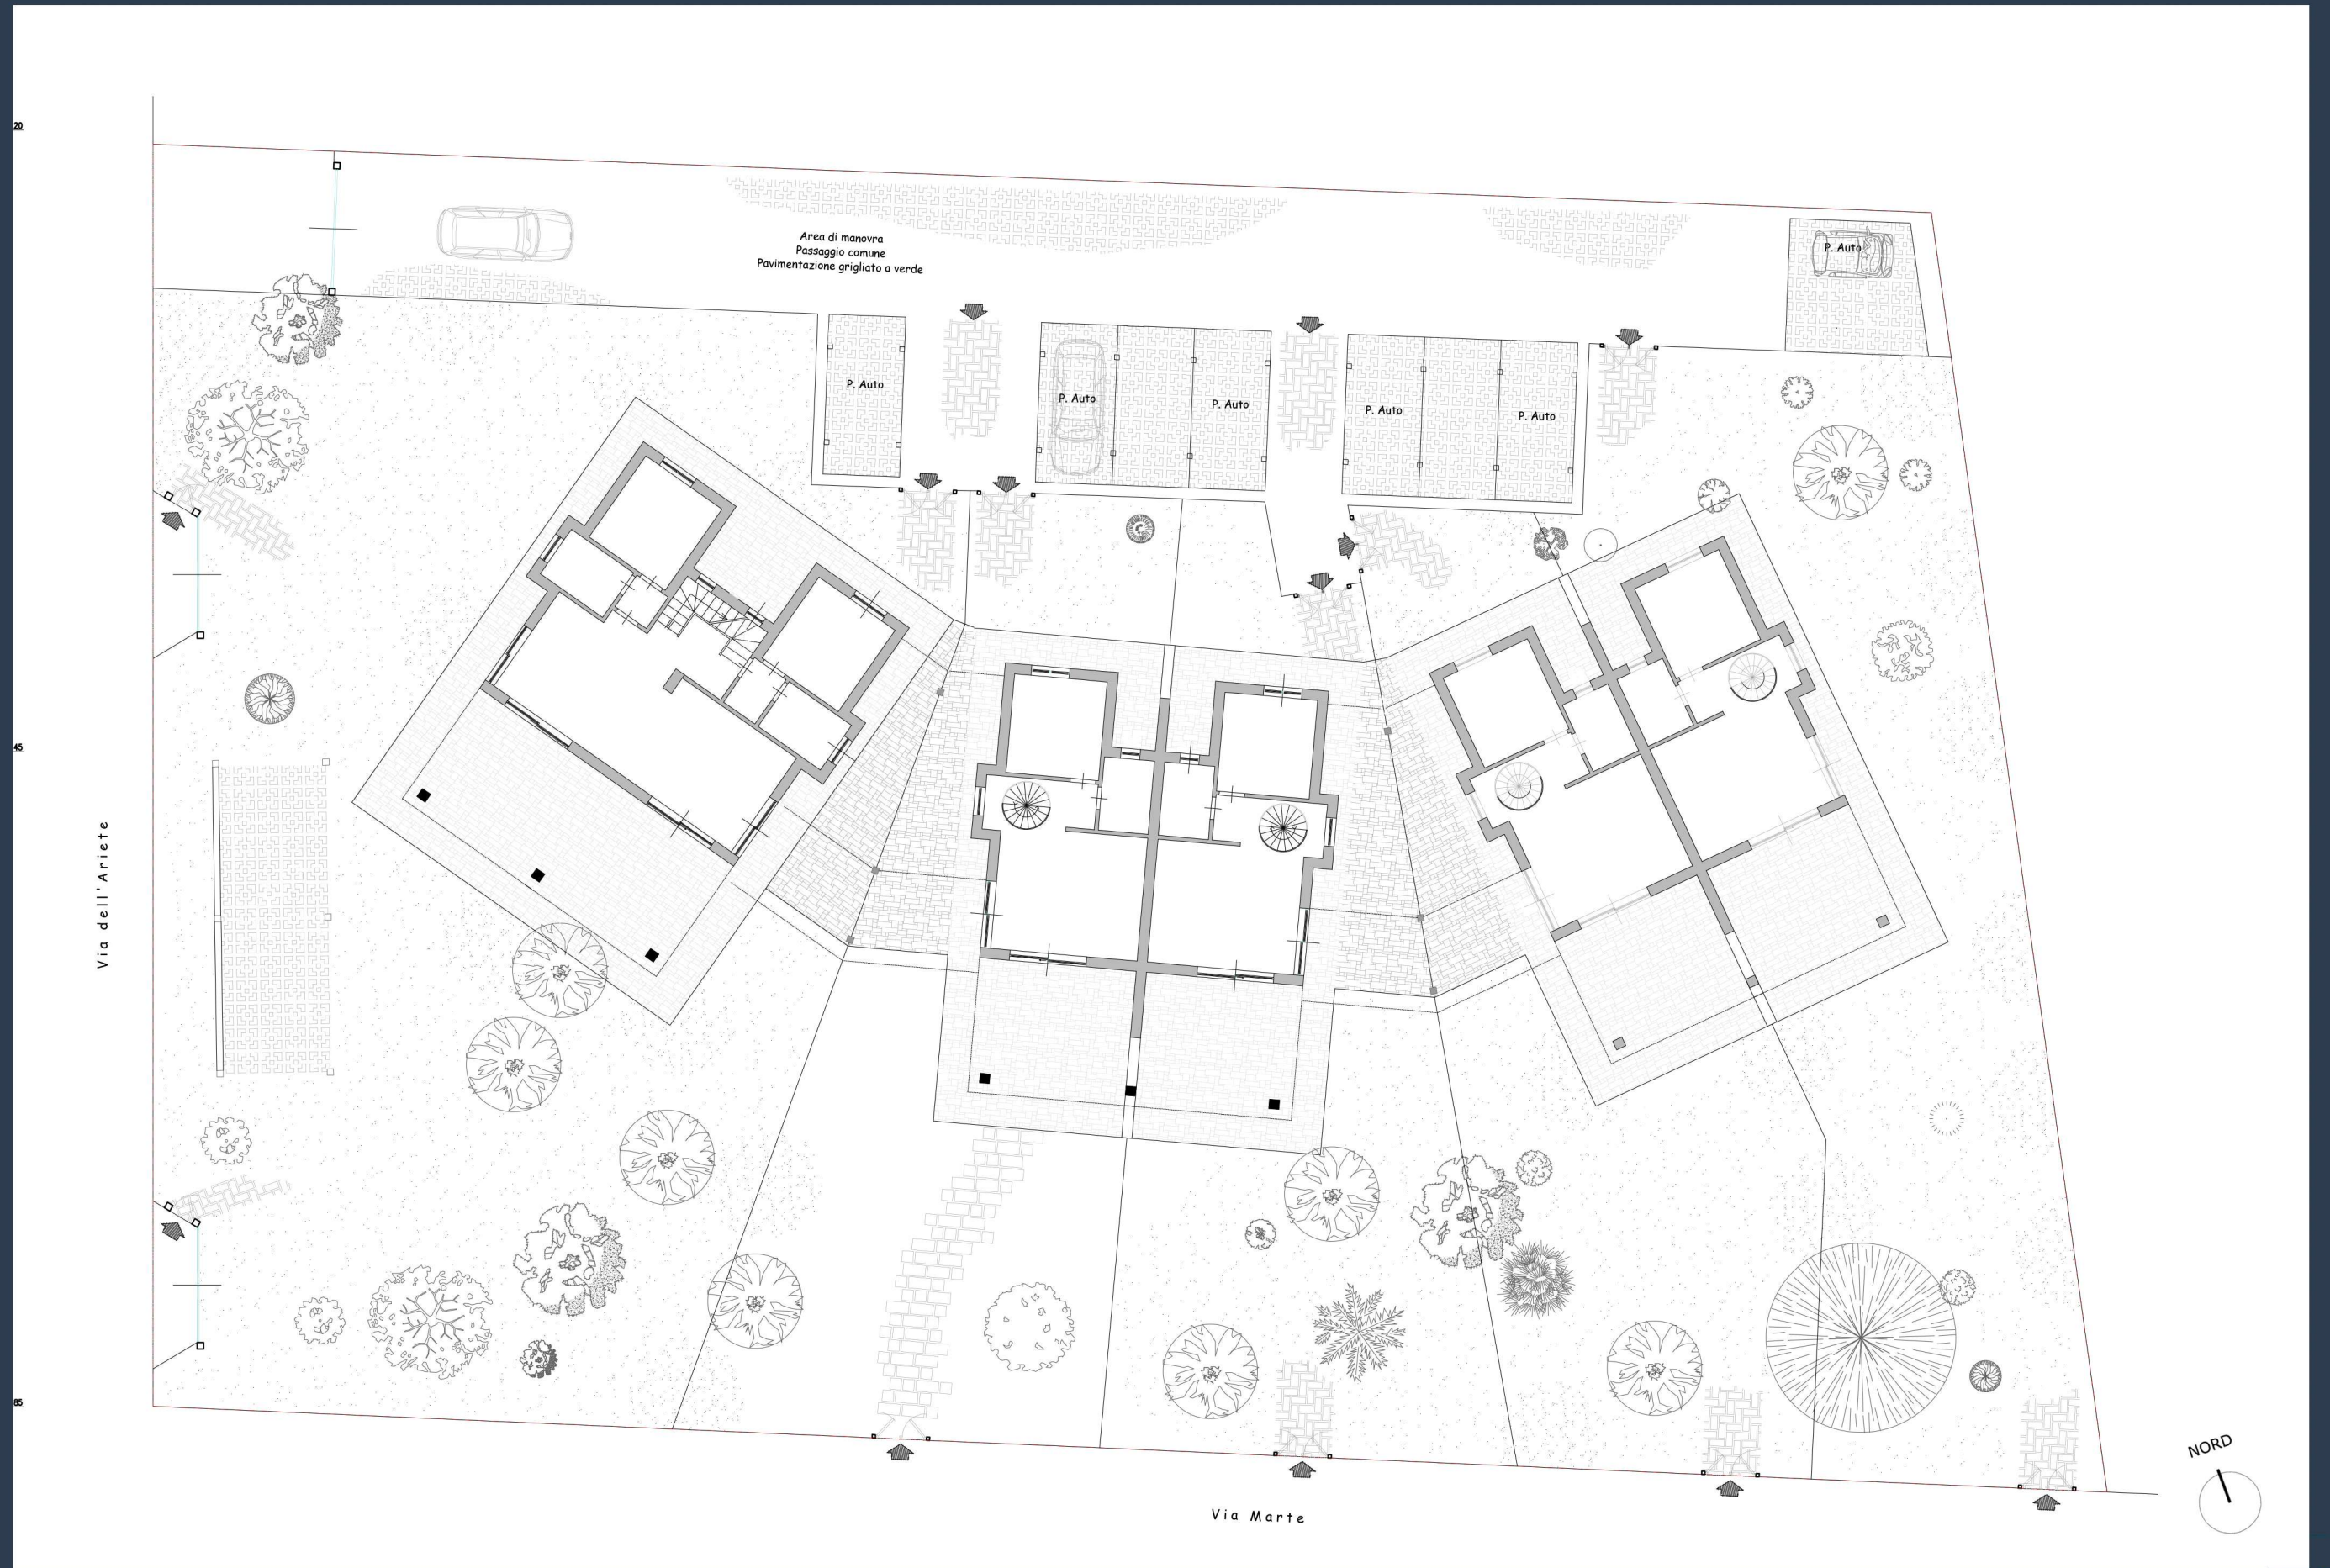 20
Area di manovra
Passaggio comune
Pavimentazione grigliato a verde
P. Auto
P. Auto
P. Auto
P. Auto
P. Auto
P. Auto
45
Via dell'Ariete
85
NORD
Via Marte